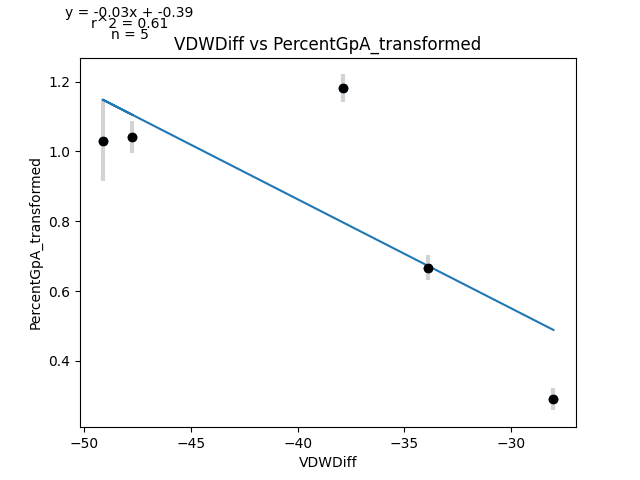 y = -0.03x + -0.39
r^2 = 0.61
n = 5
VDWDiff vs PercentGpA_transformed
1.2
1.0
0.8
0.6
0.4
PercentGpA_transformed
−50
−45
−40
−35
−30
VDWDiff